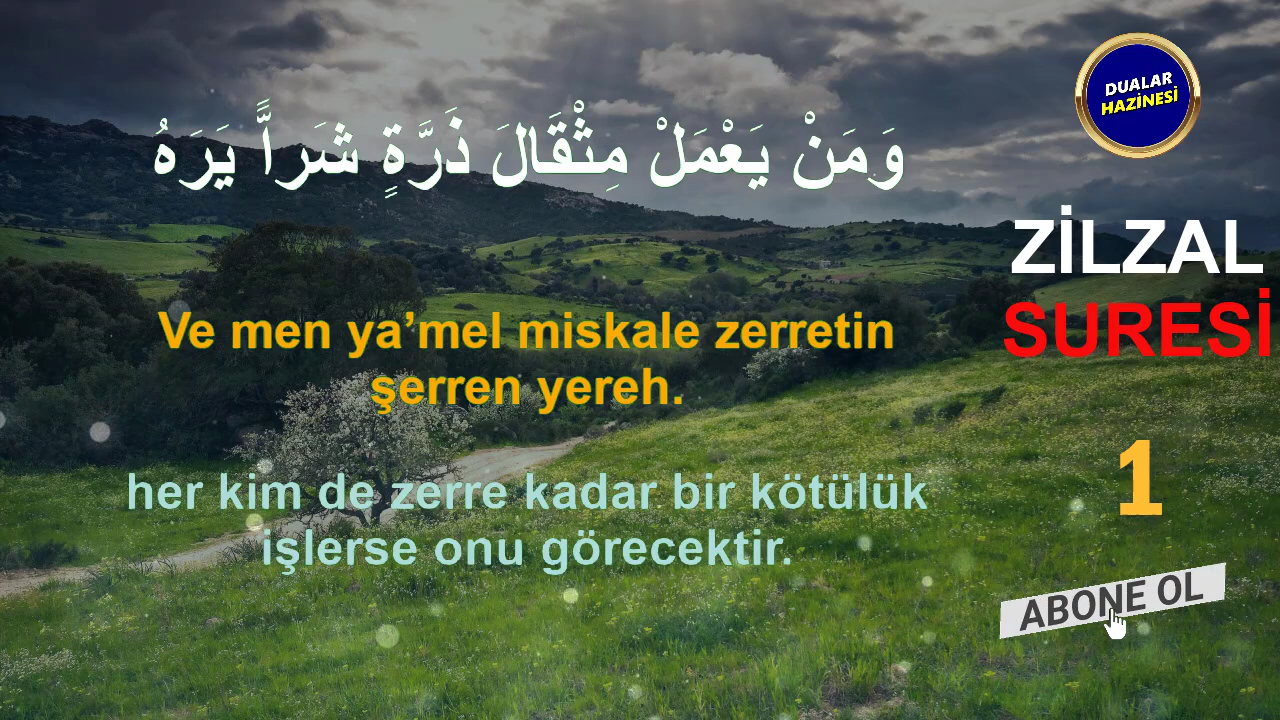 وَمَنْ يَعْمَلْ مِثْقَالَ ذَرَّةٍ شَراًّ يَرَهُ
Ve men ya’mel miskale zerretin
şerren yereh.
her kim de zerre kadar bir kötülük
işlerse onu görecektir.
DUALAR
HAZİNESİ
ZİLZAL
SURESİ
1
ABONE OL